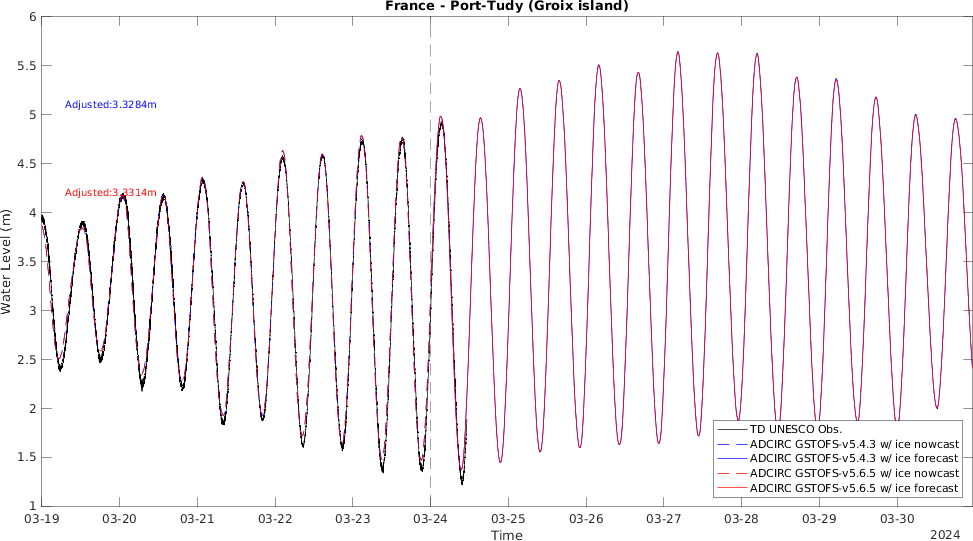 France - Port-Tudy (Groix island)
6
5.5
5
4.5
4
3.5
3
2.5
2
1.5
1
Water Level (m)
Adjusted:3.3284m
Adjusted:3.3314m
TD UNESCO Obs.
ADCIRC GSTOFS-v5.4.3 w/ ice nowcast
ADCIRC GSTOFS-v5.4.3 w/ ice forecast
ADCIRC GSTOFS-v5.6.5 w/ ice nowcast
ADCIRC GSTOFS-v5.6.5 w/ ice forecast
03-19 03-20 03-21 03-22 03-23 03-24 03-25 03-26 03-27 03-28 03-29 03-30
Time
2024